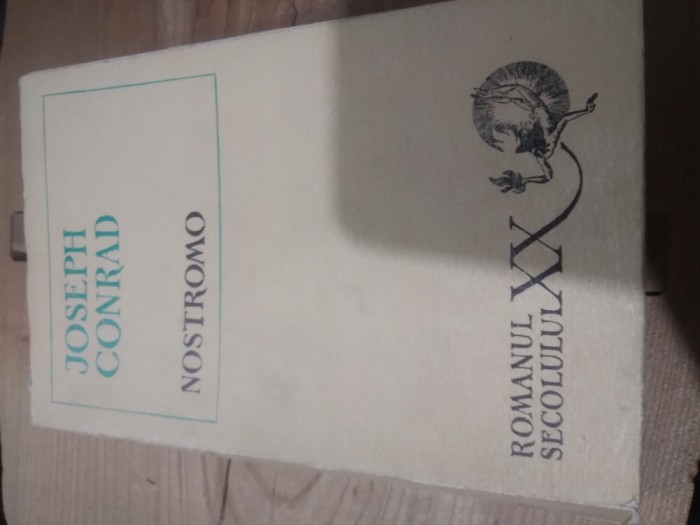 JOSEPH
CONRAD
NOSTROMO
ROMANUL
SECOLULUI XX